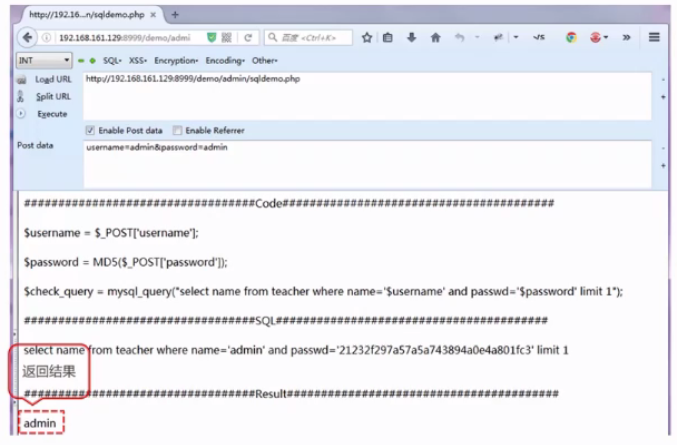 http://192.16...n/sqldemo.php × +
192.168.161.129:8999/demo/admi 百度 <Ctrl+K>
INT SQL- XSS- Encryption- Encoding- Other-
Load URL http://192.168.161.129:8999/demo/admin/sqldemo.php
Split URL
Execute
Enable Post data Enable Referrer
Post data username=admin&password=admin
##################################Code########################################
$username = $_POST['username'];
$password = MD5($_POST['password']);
$check_query = mysql_query("select name from teacher where name='$username' and passwd='$password' limit 1");
##################################SQL#######################################
select name from teacher where name='admin' and passwd='21232f297a57a5a743894a0e4a801fc3' limit 1
返回结果
##################################Result########################################
admin